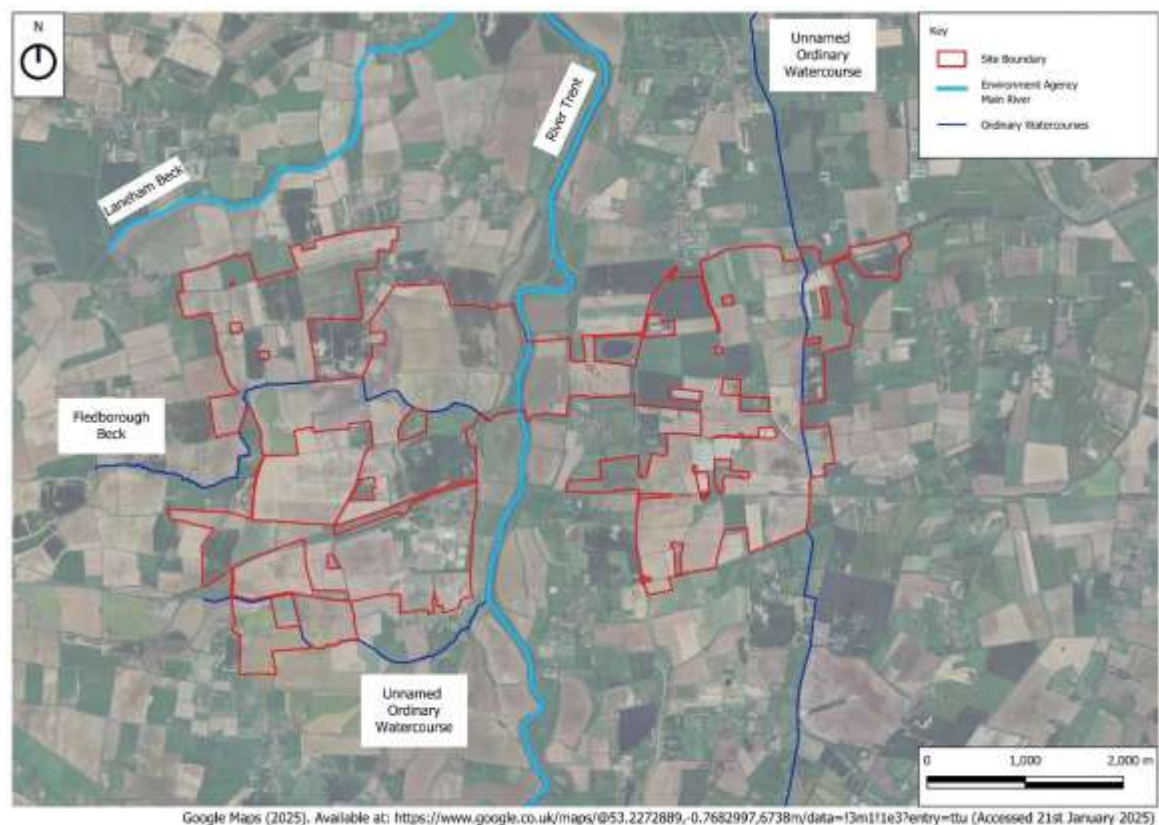 N
Laneham Beck
River Trent
Unnamed
Ordinary
Watercourse
Key
Site Boundary
Environment Agency
Main River
Ordinary Watercourses
Fledborough
Beck
Unnamed
Ordinary
Watercourse
0 1,000 2,000 m
Google Maps (2025). Available at: https://www.google.co.uk/maps/@53.2272889,-0.7682997,6738m/data=!3m1!1e3?entry=ttu (Accessed 21st January 2025)